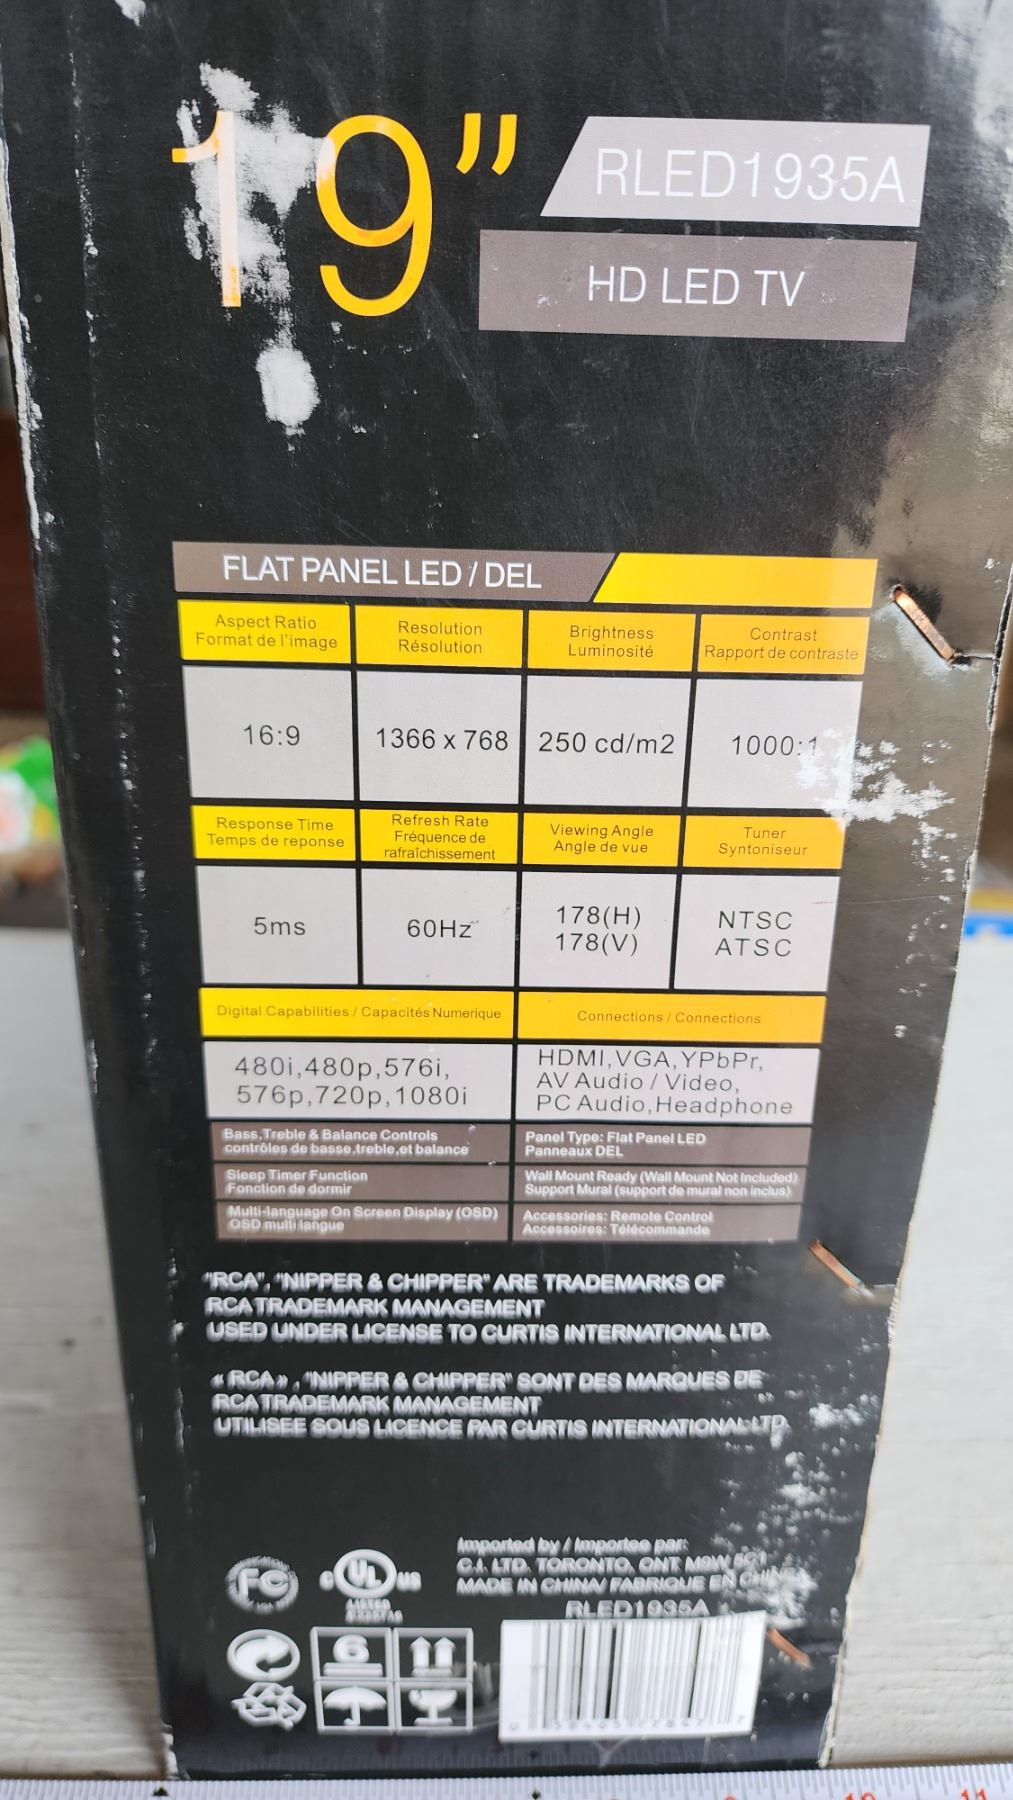 19"
RLED1935A
HD LED TV
FLAT PANEL LED / DEL
Aspect Ratio
Format de l'image
Resolution
Résolution
Brightness
Luminosité
Contrast
Rapport de contraste
16:9
1366 x 768
250 cd/m2
1000:1
Response Time
Temps de reponse
Refresh Rate
Fréquence de
rafraîchissement
Viewing Angle
Angle de vue
Tuner
Syntoniseur
5ms
60Hz
178(H)
178(V)
NTSC
ATSC
Digital Capabilities / Capacités Numerique
Connections / Connections
480i,480p,576i,
576p,720p,1080i
HDMI,VGA,YPbPr,
AV Audio / Video,
PC Audio,Headphone
Bass,Treble & Balance Controls
contrôles de basse,treble,et balance
Panel Type: Flat Panel LED
Panneaux DEL
Sleep Timer Function
Fonction de dormir
Wall Mount Ready (Wall Mount Not Included)
Support Mural (support de mural non inclus)
Multi-language On Screen Display (OSD)
OSD multi langue
Accessories: Remote Control
Accessoires: Télécommande
"RCA", "NIPPER & CHIPPER" ARE TRADEMARKS OF
RCA TRADEMARK MANAGEMENT
USED UNDER LICENSE TO CURTIS INTERNATIONAL LTD.
« RCA » , "NIPPER & CHIPPER" SONT DES MARQUES DE
RCA TRADEMARK MANAGEMENT
UTILISEE SOUS LICENCE PAR CURTIS INTERNATIONAL LTD.
Imported by / Importee par:
C.I. LTD. TORONTO, ONT M9W 5C1
MADE IN CHINA/ FABRIQUE EN CHINE
RLED1935A
FC
c UL US
LISTED
6
10
11